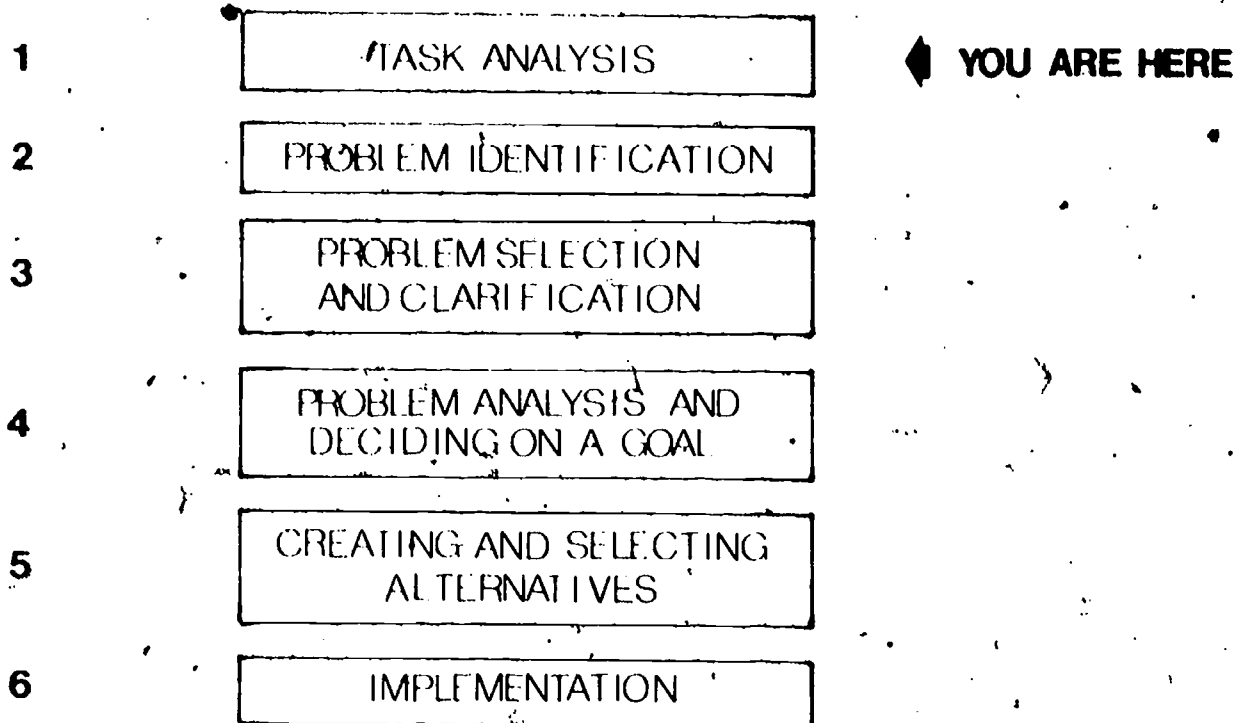 1 TASK ANALYSIS YOU ARE HERE
2 PROBLEM IDENTIFICATION
3 PROBLEM SELECTION
AND CLARIFICATION
4 PROBLEM ANALYSIS AND
DECIDING ON A GOAL
5 CREATING AND SELECTING
ALTERNATIVES
6 IMPLEMENTATION